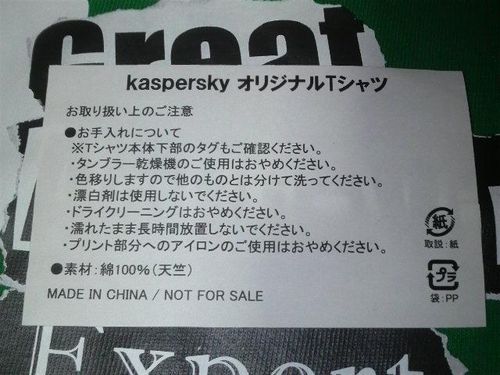 Great
kaspersky オリジナルTシャツ
お取り扱い上のご注意
●お手入れについて
※Tシャツ本体下部のタグもご確認ください。
・タンブラー乾燥機のご使用はおやめください。
・色移りしますので他のものとは分けて洗ってください。
・漂白剤は使用しないでください。
・ドライクリーニングはおやめください。
・濡れたまま長時間放置しないでください。
・プリント部分へのアイロンのご使用はおやめください。
●素材：綿100%（天竺）
MADE IN CHINA / NOT FOR SALE
紙
取説：紙
プラ
袋：PP
Expert